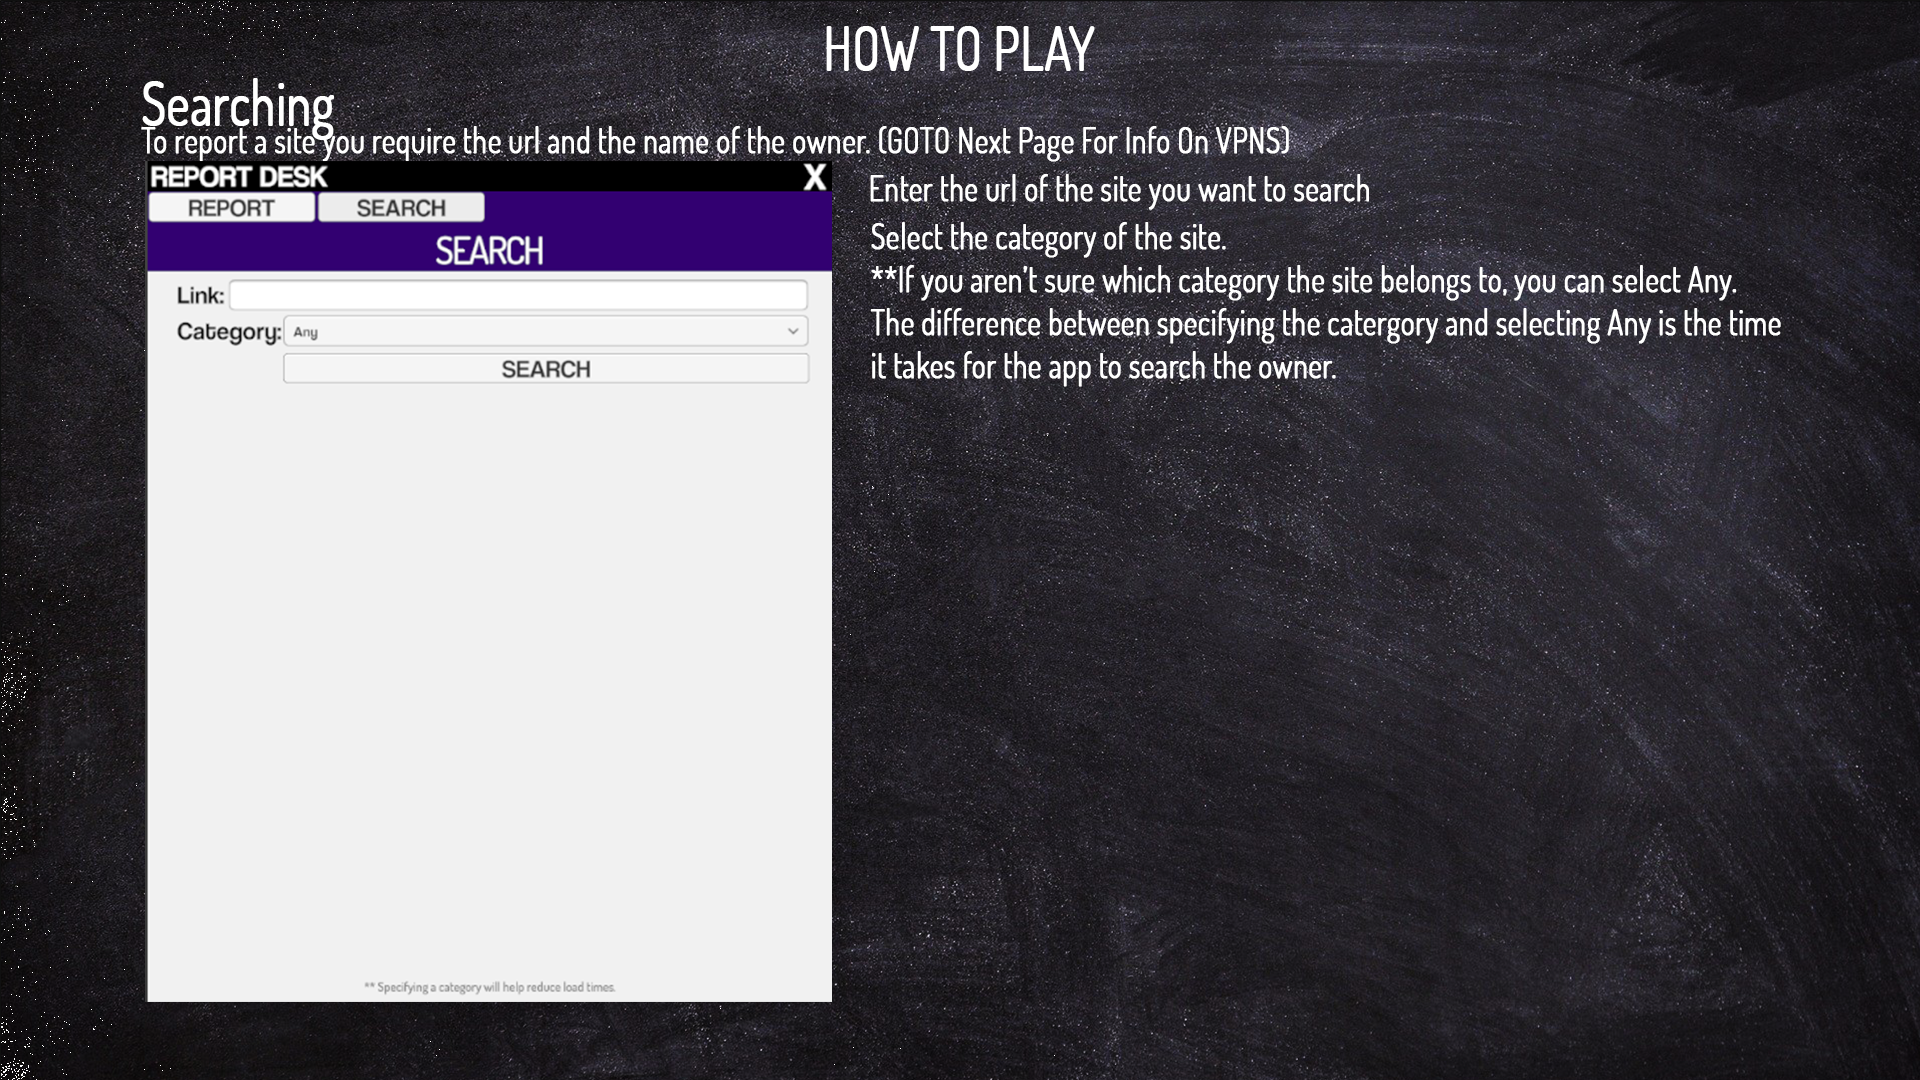 HOW TO PLAY
Searching
To report a site you require the url and the name of the owner. (GOTO Next Page For Info On VPNS)
REPORT DESK X
REPORT SEARCH
SEARCH
Link:
Category: Any
SEARCH
** Specifying a category will help reduce load times.
Enter the url of the site you want to search
Select the category of the site.
**If you aren't sure which category the site belongs to, you can select Any.
The difference between specifying the catergory and selecting Any is the time
it takes for the app to search the owner.